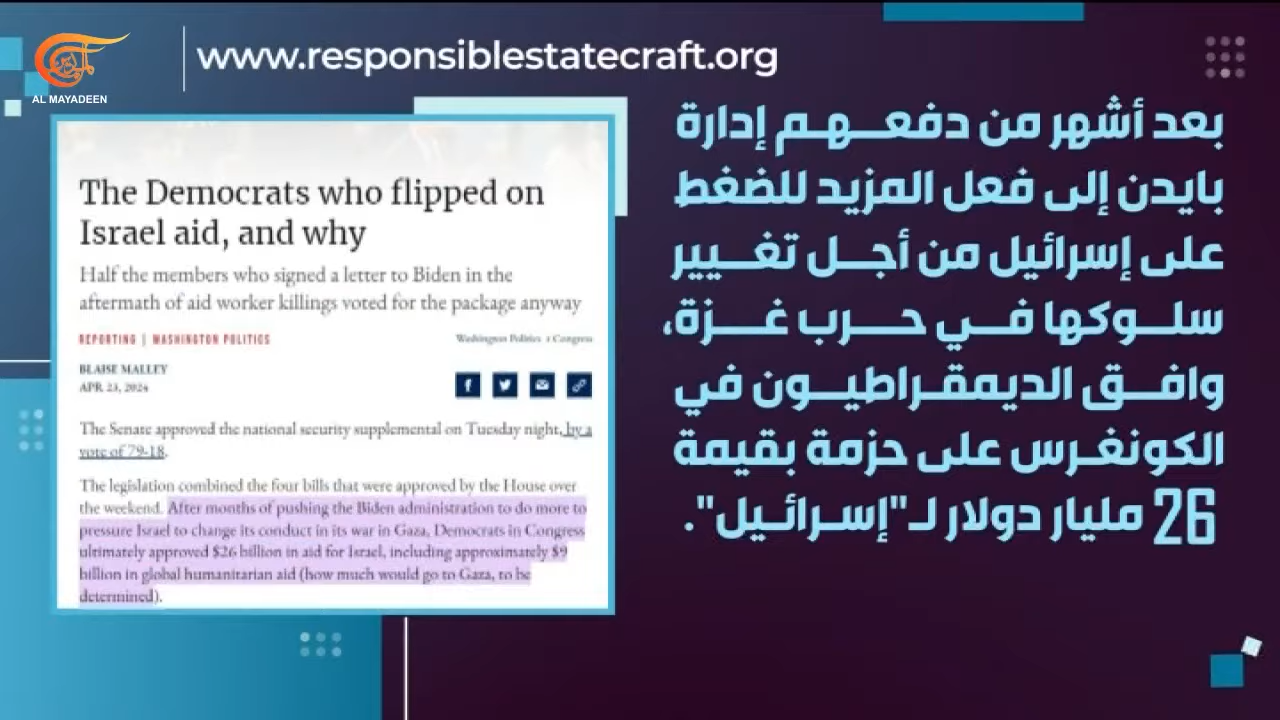 AL MAYADEEN
www.responsiblestatecraft.org
The Democrats who flipped on
Israel aid, and why
Half the members who signed a letter to Biden in the
aftermath of aid worker killings voted for the package anyway
REPORTING | WASHINGTON POLITICS
Washington Politics Congress
BLAISE MALLEY
APR 23, 2024
The Senate approved the national security supplemental on Tuesday night, by a
vote of 79-18.
The legislation combined the four bills that were approved by the House over
the weekend. After months of pushing the Biden administration to do more to
pressure Israel to change its conduct in its war in Gaza, Democrats in Congress
ultimately approved $26 billion in aid for Israel, including approximately $9
billion in global humanitarian aid (how much would go to Gaza, to be
determined).
بعد أشهر من دفعهم إدارة
بايدن إلى فعل المزيد للضغط
على إسرائيل من أجل تغيير
سلوكها في حرب غزة،
وافق الديمقراطيون في
الكونغرس على حزمة بقيمة
26 مليار دولار لـ"إسرائيل".